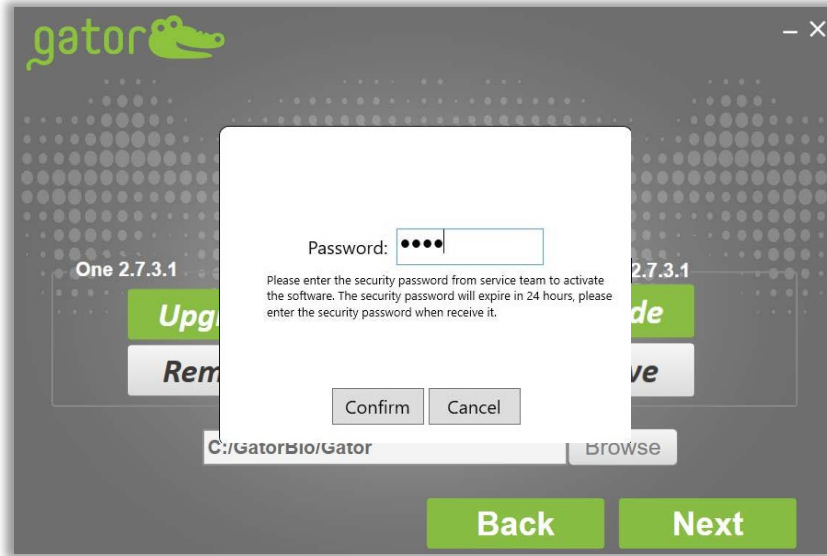 gator
– ×
Password: ••••
One 2.7.3.1
2.7.3.1
Please enter the security password from service team to activate
the software. The security password will expire in 24 hours, please
enter the security password when receive it.
Upg
de
Rem
ve
Confirm Cancel
C:/GatorBio/Gator Browse
Back Next